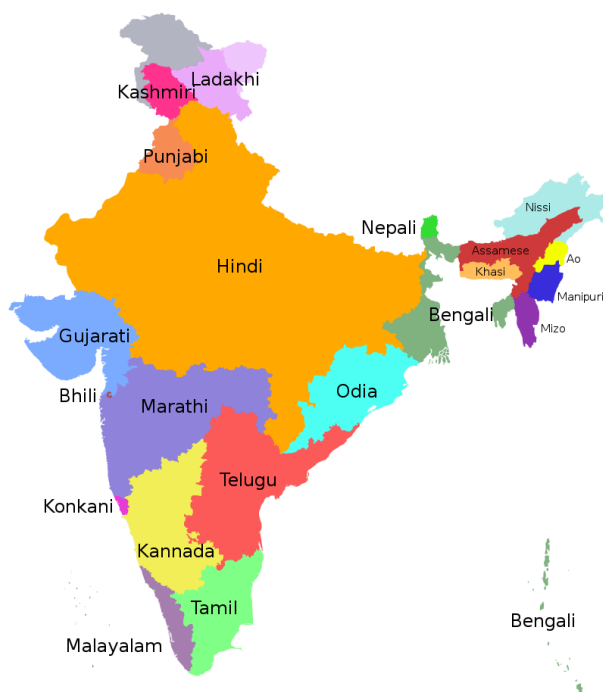 Ladakhi
Kashmiri
Punjabi
Nissi
Nepali
Assamese
Ao
Hindi
Khasi
Manipuri
Bengali
Mizo
Gujarati
Odia
Bhili
Marathi
Telugu
Konkani
Kannada
Tamil
Bengali
Malayalam